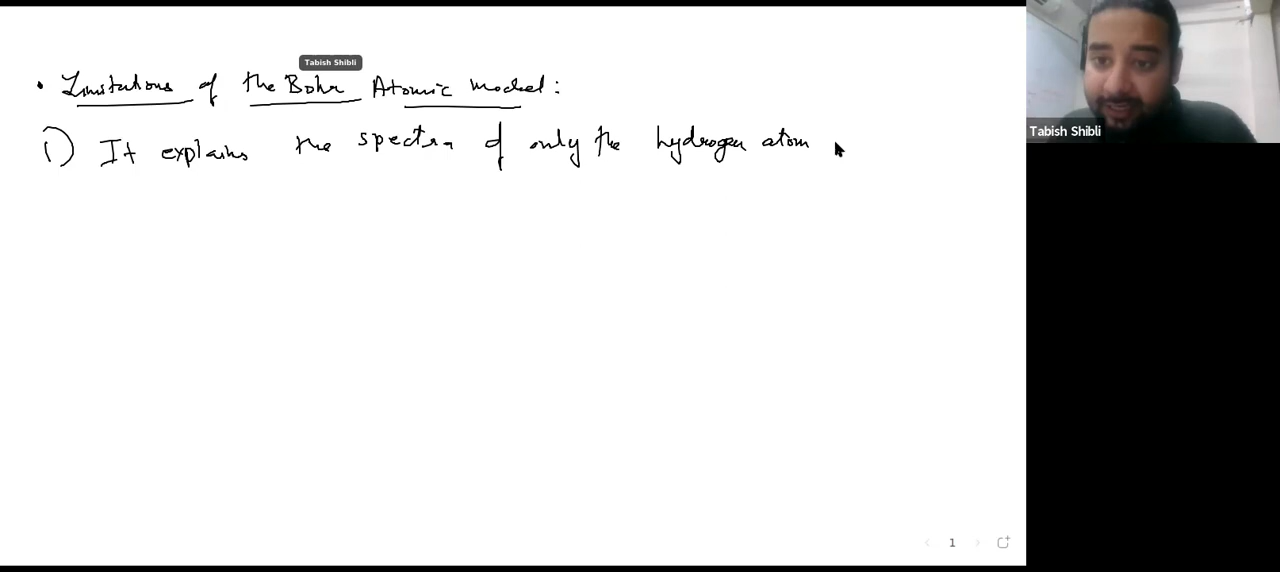 Tabish Shibli
• Limitations of the Bohr Atomic model:
1) It explains the spectra of only the hydrogen atom
Tabish Shibli
1